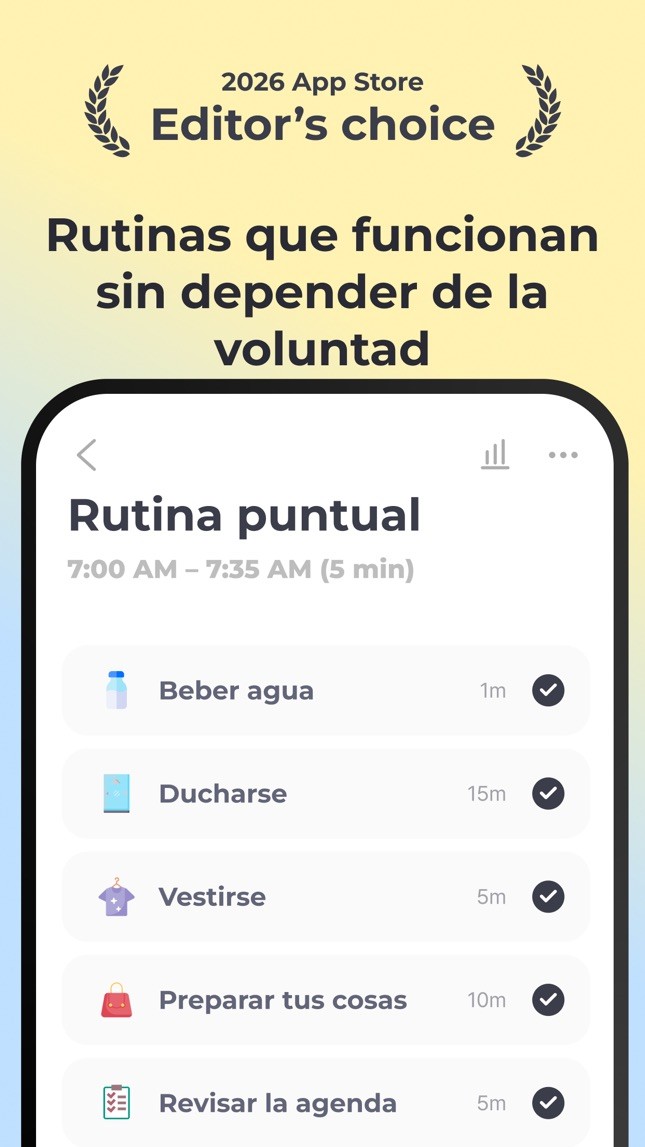 2026 App Store
Editor’s choice
Rutinas que funcionan
sin depender de la
voluntad
Rutina puntual
7:00 AM – 7:35 AM (5 min)
Beber agua 1m
Ducharse 15m
Vestirse 5m
Preparar tus cosas 10m
Revisar la agenda 5m